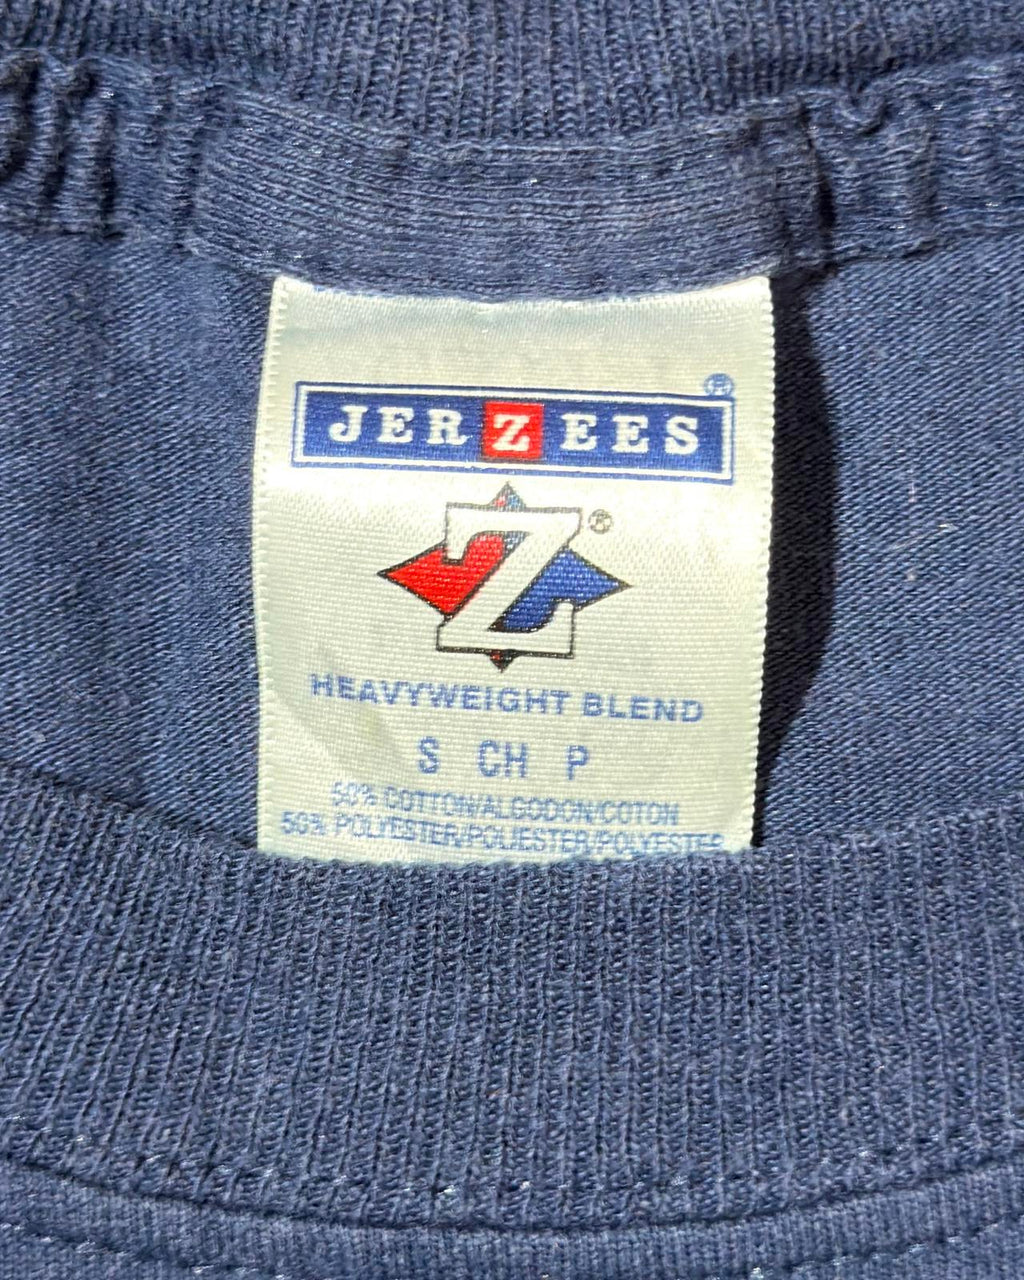 JERZEES®
Z®
HEAVYWEIGHT BLEND
S CH P
50% COTTON/ALGODON/COTON
50% POLYESTER/POLIESTER/POLYESTER